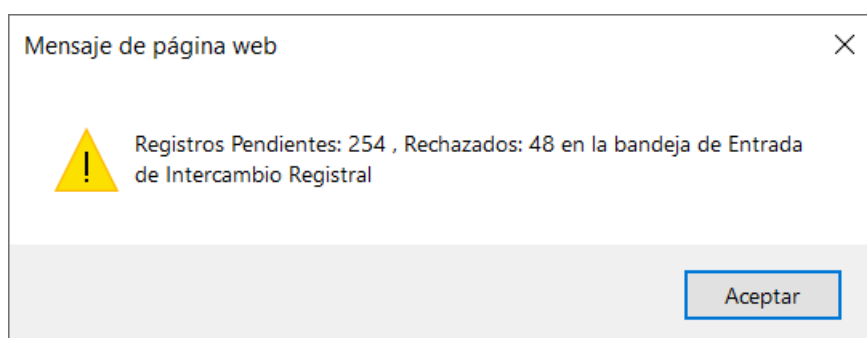 Mensaje de página web
Registros Pendientes: 254 , Rechazados: 48 en la bandeja de Entrada
de Intercambio Registral
Aceptar